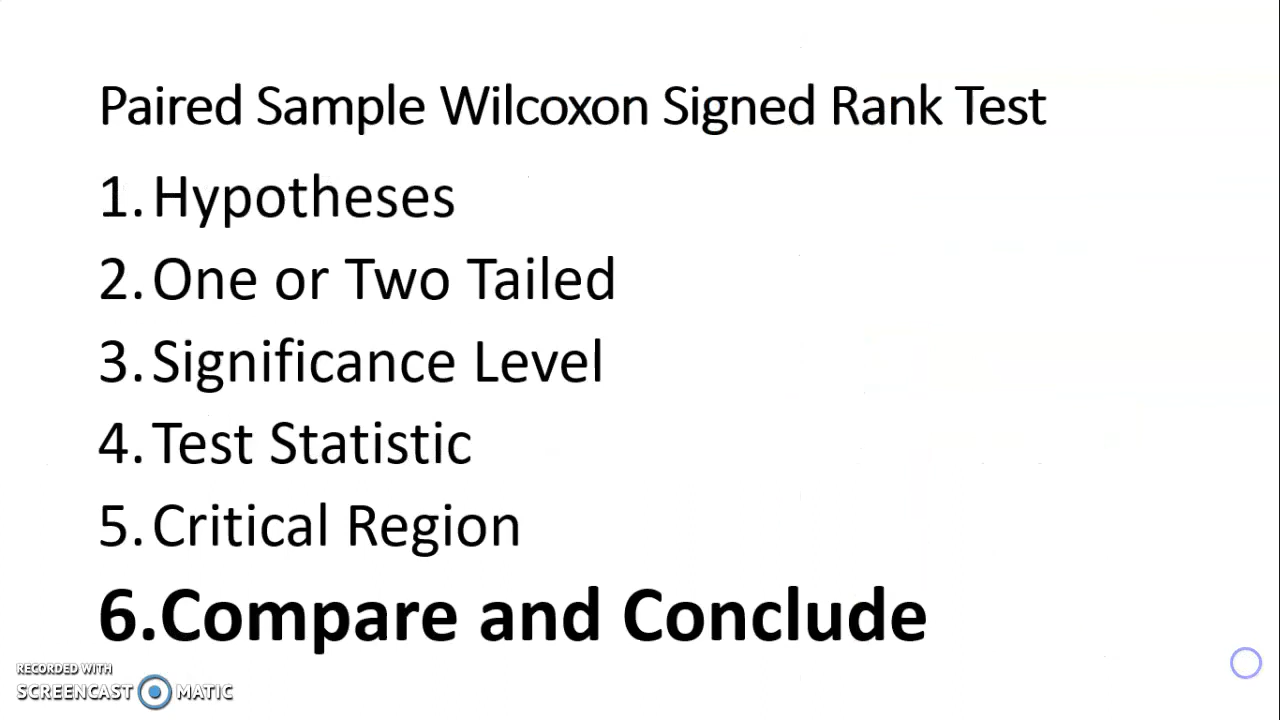 Paired Sample Wilcoxon Signed Rank Test
1. Hypotheses
2. One or Two Tailed
3. Significance Level
4. Test Statistic
5. Critical Region
6.Compare and Conclude
RECORDED WITH
SCREENCAST MATIC